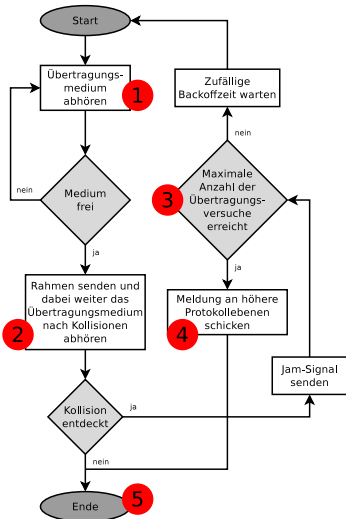 Start
Übertragungs-
medium
abhören
1
nein
Medium
frei
ja
Rahmen senden und
dabei weiter das
Übertragungsmedium
nach Kollisionen
abhören
2
Kollision
entdeckt
ja
nein
Ende
5
Zufällige
Backoffzeit warten
nein
Maximale
Anzahl der
Übertragungs-
versuche
erreicht
3
ja
Meldung an höhere
Protokollebenen
schicken
4
Jam-Signal
senden